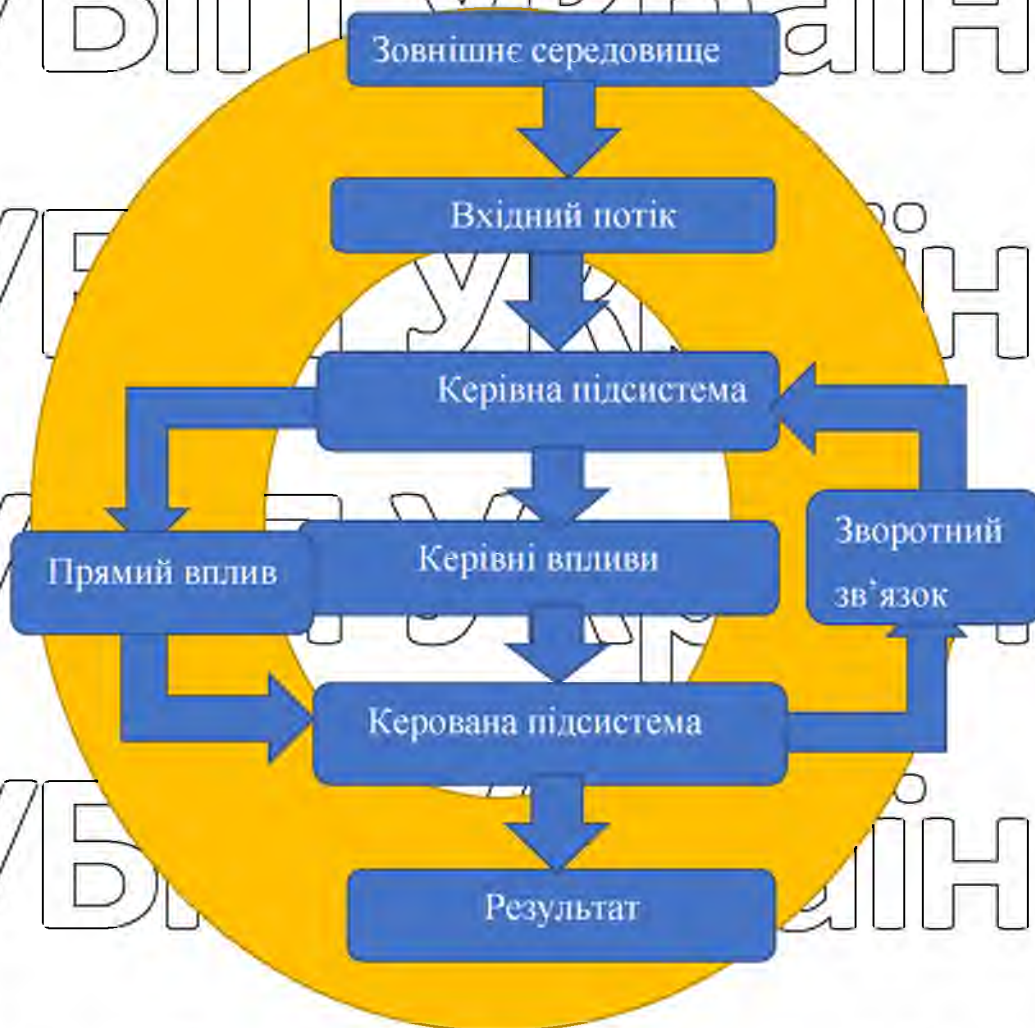 Зовнішнє середовище
Вхідний потік
Керівна підсистема
Прямий вплив
Керівні впливи
Зворотний
зв’язок
Керована підсистема
Результат